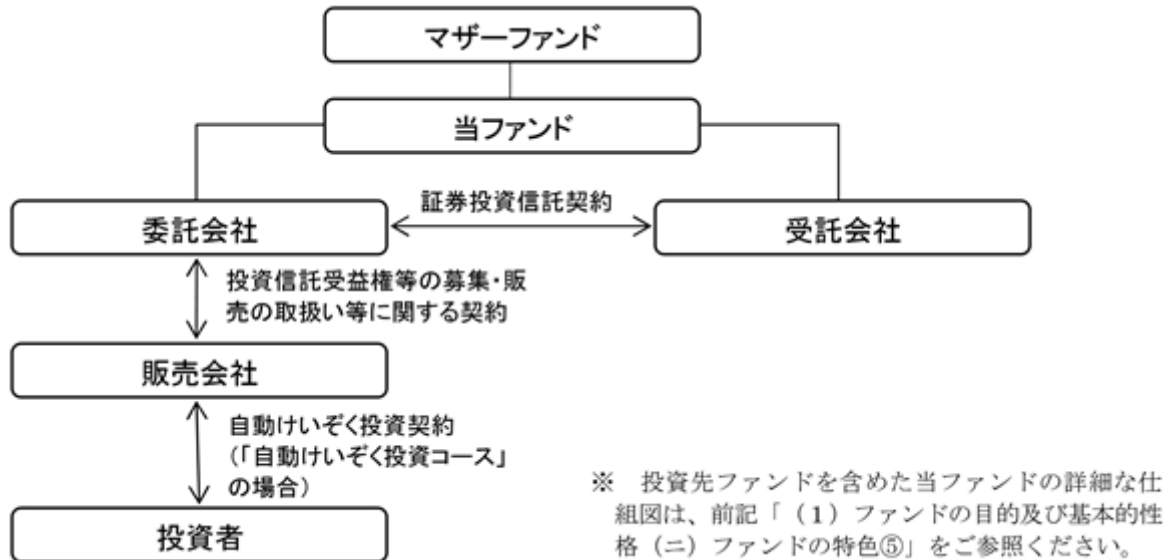 マザーファンド
当ファンド
証券投資信託契約
委託会社
受託会社
投資信託受益権等の募集・販
売の取扱い等に関する契約
販売会社
自動けいぞく投資契約
(「自動けいぞく投資コース」
の場合)
投資者
※　投資先ファンドを含めた当ファンドの詳細な仕
組図は、前記「（1）ファンドの目的及び基本的性
格（ニ）ファンドの特色⑤」をご参照ください。